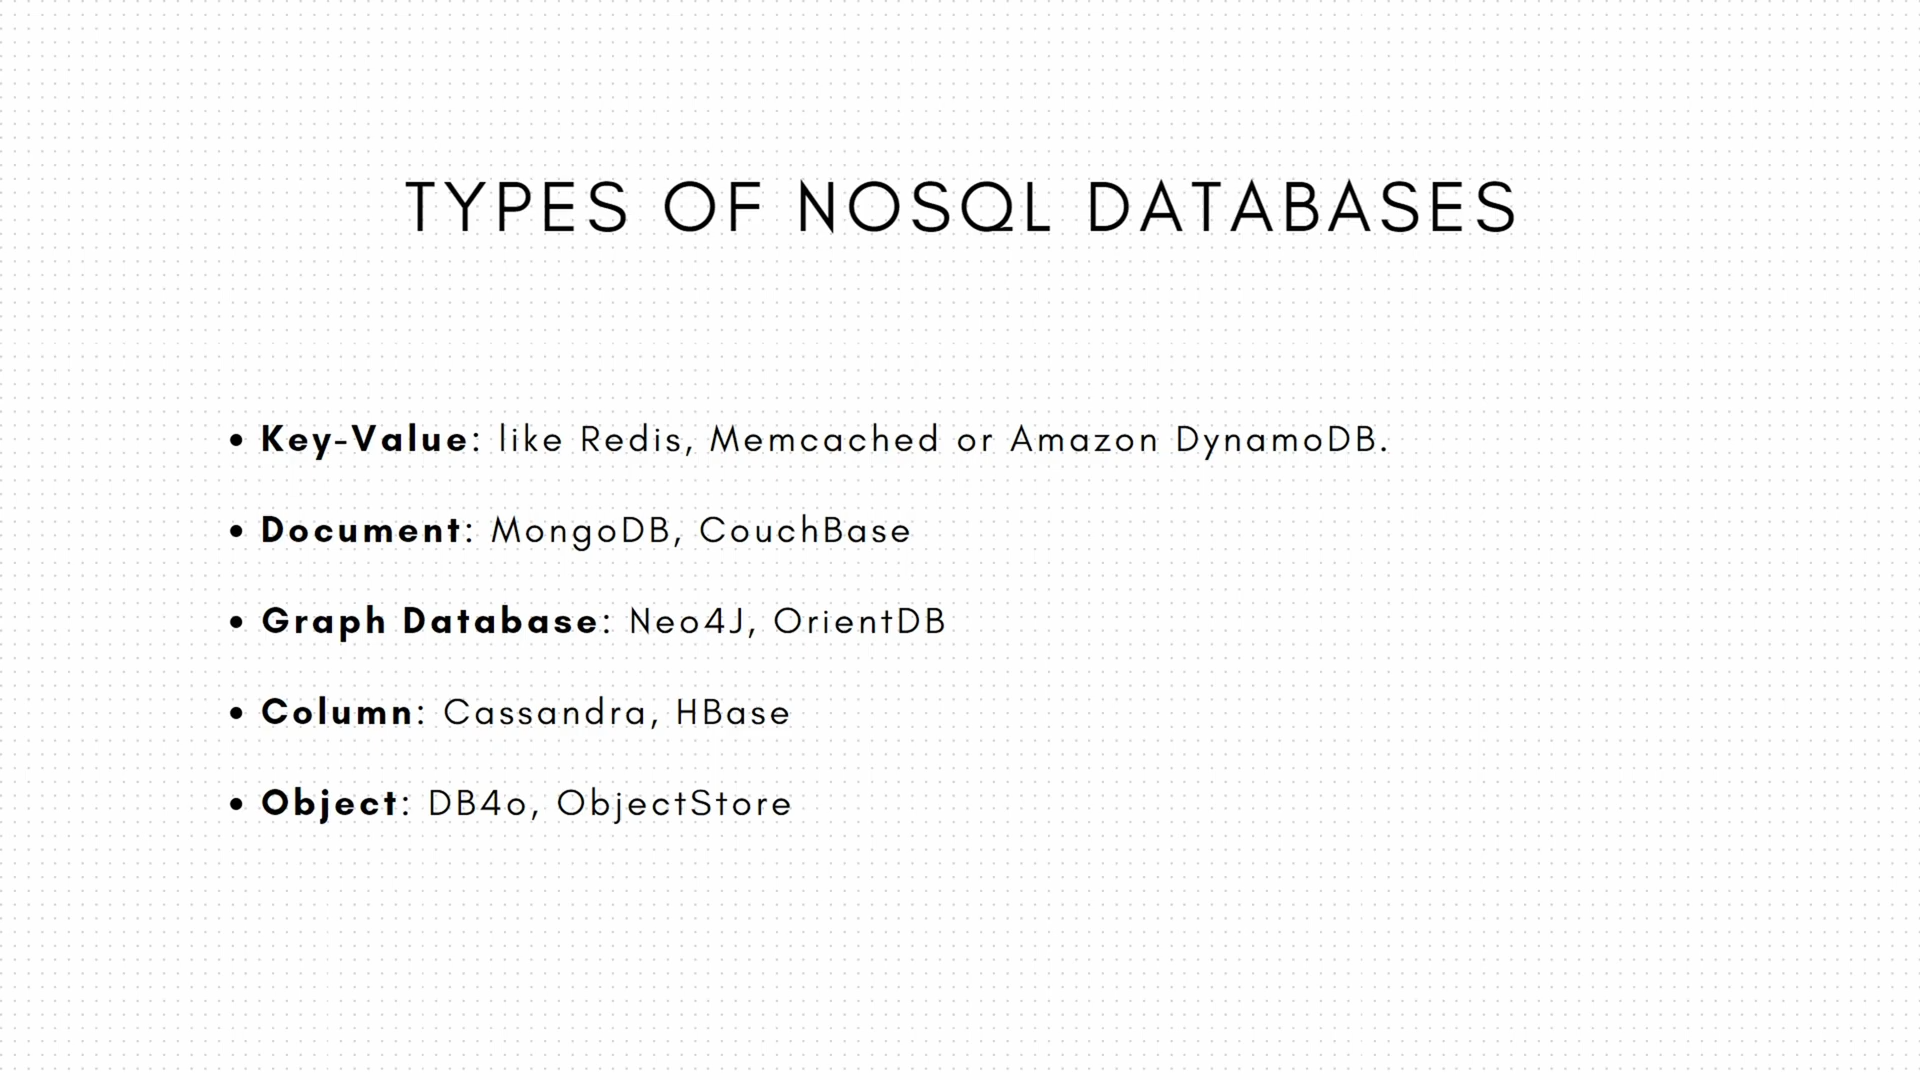 TYPES OF NOSQL DATABASES
• Key-Value: like Redis, Memcached or Amazon DynamoDB.
• Document: MongoDB, CouchBase
• Graph Database: Neo4J, OrientDB
• Column: Cassandra, HBase
• Object: DB4o, ObjectStore